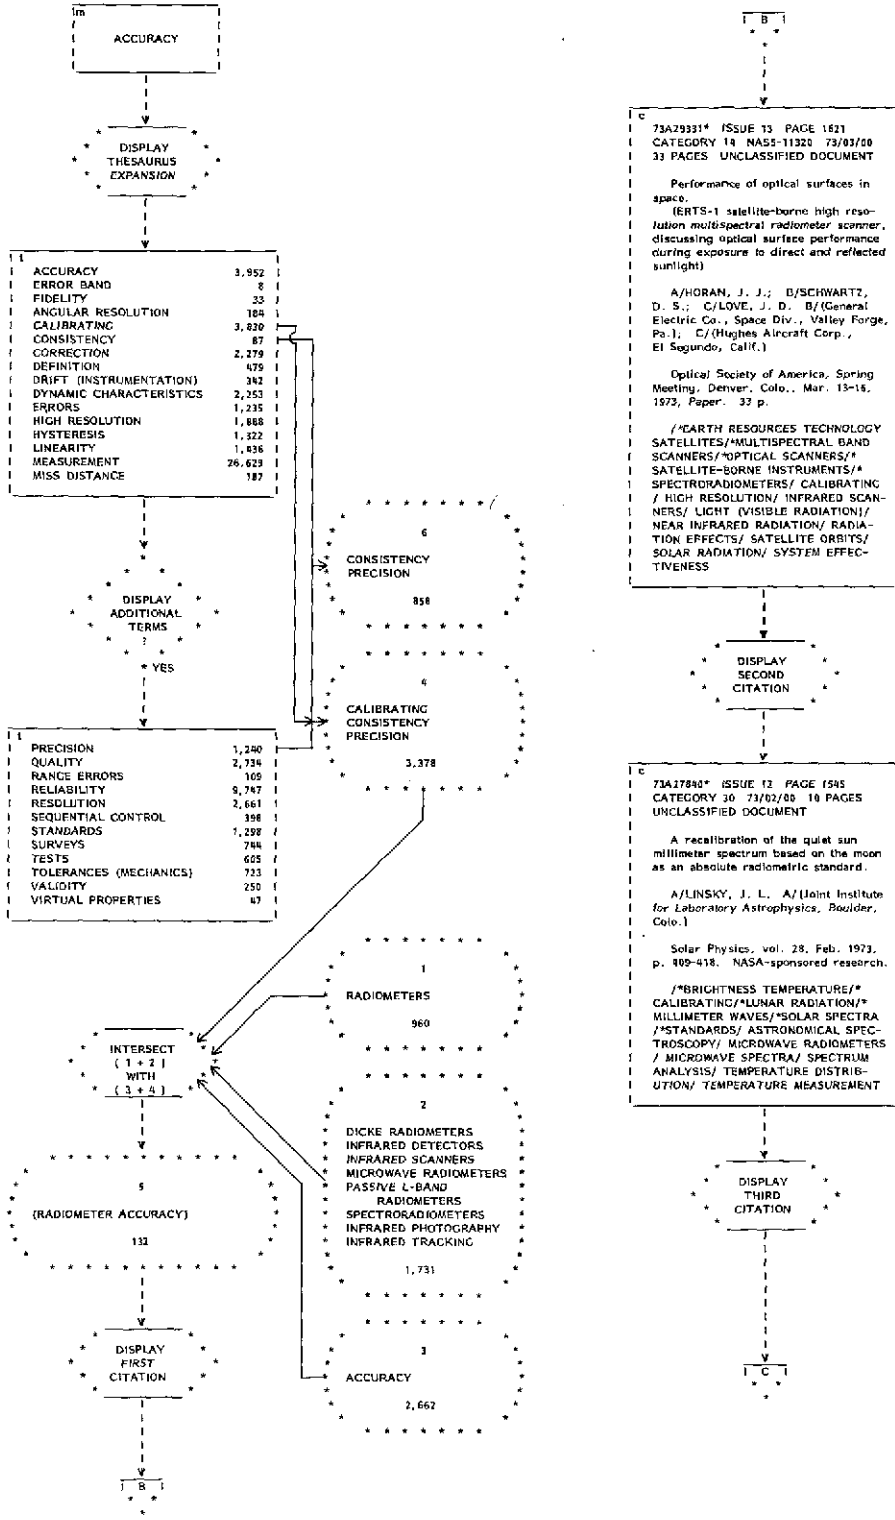 m
ACCURACY
DISPLAY
THESAURUS
EXPANSION
t
ACCURACY 3,952
ERROR BAND 8
FIDELITY 33
ANGULAR RESOLUTION 184
CALIBRATING 3,830
CONSISTENCY 87
CORRECTION 2,279
DEFINITION 479
DRIFT (INSTRUMENTATION) 342
DYNAMIC CHARACTERISTICS 2,253
ERRORS 1,235
HIGH RESOLUTION 1,888
HYSTERESIS 1,322
LINEARITY 1,436
MEASUREMENT 26,623
MISS DISTANCE 187
DISPLAY
ADDITIONAL
TERMS
?
YES
t
PRECISION 1,240
QUALITY 2,734
RANGE ERRORS 109
RELIABILITY 9,747
RESOLUTION 2,661
SEQUENTIAL CONTROL 398
STANDARDS 1,298
SURVEYS 744
TESTS 605
TOLERANCES (MECHANICS) 723
VALIDITY 250
VIRTUAL PROPERTIES 47
6
CONSISTENCY
PRECISION
858
4
CALIBRATING
CONSISTENCY
PRECISION
3,378
1
RADIOMETERS
960
INTERSECT
( 1 + 2 )
WITH
( 3 + 4 )
2
DICKE RADIOMETERS
INFRARED DETECTORS
INFRARED SCANNERS
MICROWAVE RADIOMETERS
PASSIVE L-BAND
RADIOMETERS
SPECTRORADIOMETERS
INFRARED PHOTOGRAPHY
INFRARED TRACKING
1,731
5
(RADIOMETER ACCURACY)
132
3
ACCURACY
2,662
DISPLAY
FIRST
CITATION
B
B
c
73A29331* ISSUE 13 PAGE 1621
CATEGORY 14 NAS5-11320 73/03/00
33 PAGES UNCLASSIFIED DOCUMENT
Performance of optical surfaces in
space.
(ERTS-1 satellite-borne high reso-
lution multispectral radiometer scanner,
discussing optical surface performance
during exposure to direct and reflected
sunlight)
A/HORAN, J. J.; B/SCHWARTZ,
D. S.; C/LOVE, J. D. B/(General
Electric Co., Space Div., Valley Forge,
Pa.); C/(Hughes Aircraft Corp.,
El Segundo, Calif.)
Optical Society of America, Spring
Meeting, Denver, Colo., Mar. 13-16,
1973, Paper. 33 p.
/*EARTH RESOURCES TECHNOLOGY
SATELLITES/*MULTISPECTRAL BAND
SCANNERS/*OPTICAL SCANNERS/*
SATELLITE-BORNE INSTRUMENTS/*
SPECTRORADIOMETERS/ CALIBRATING
/ HIGH RESOLUTION/ INFRARED SCAN-
NERS/ LIGHT (VISIBLE RADIATION)/
NEAR INFRARED RADIATION/ RADIA-
TION EFFECTS/ SATELLITE ORBITS/
SOLAR RADIATION/ SYSTEM EFFEC-
TIVENESS
DISPLAY
SECOND
CITATION
c
73A27840* ISSUE 12 PAGE 1545
CATEGORY 30 73/02/00 10 PAGES
UNCLASSIFIED DOCUMENT
A recalibration of the quiet sun
millimeter spectrum based on the moon
as an absolute radiometric standard.
A/LINSKY, J. L. A/(Joint Institute
for Laboratory Astrophysics, Boulder,
Colo.)
Solar Physics, vol. 28, Feb. 1973,
p. 409-418. NASA-sponsored research.
/*BRIGHTNESS TEMPERATURE/*
CALIBRATING/*LUNAR RADIATION/*
MILLIMETER WAVES/*SOLAR SPECTRA
/*STANDARDS/ ASTRONOMICAL SPEC-
TROSCOPY/ MICROWAVE RADIOMETERS
/ MICROWAVE SPECTRA/ SPECTRUM
ANALYSIS/ TEMPERATURE DISTRIB-
UTION/ TEMPERATURE MEASUREMENT
DISPLAY
THIRD
CITATION
C